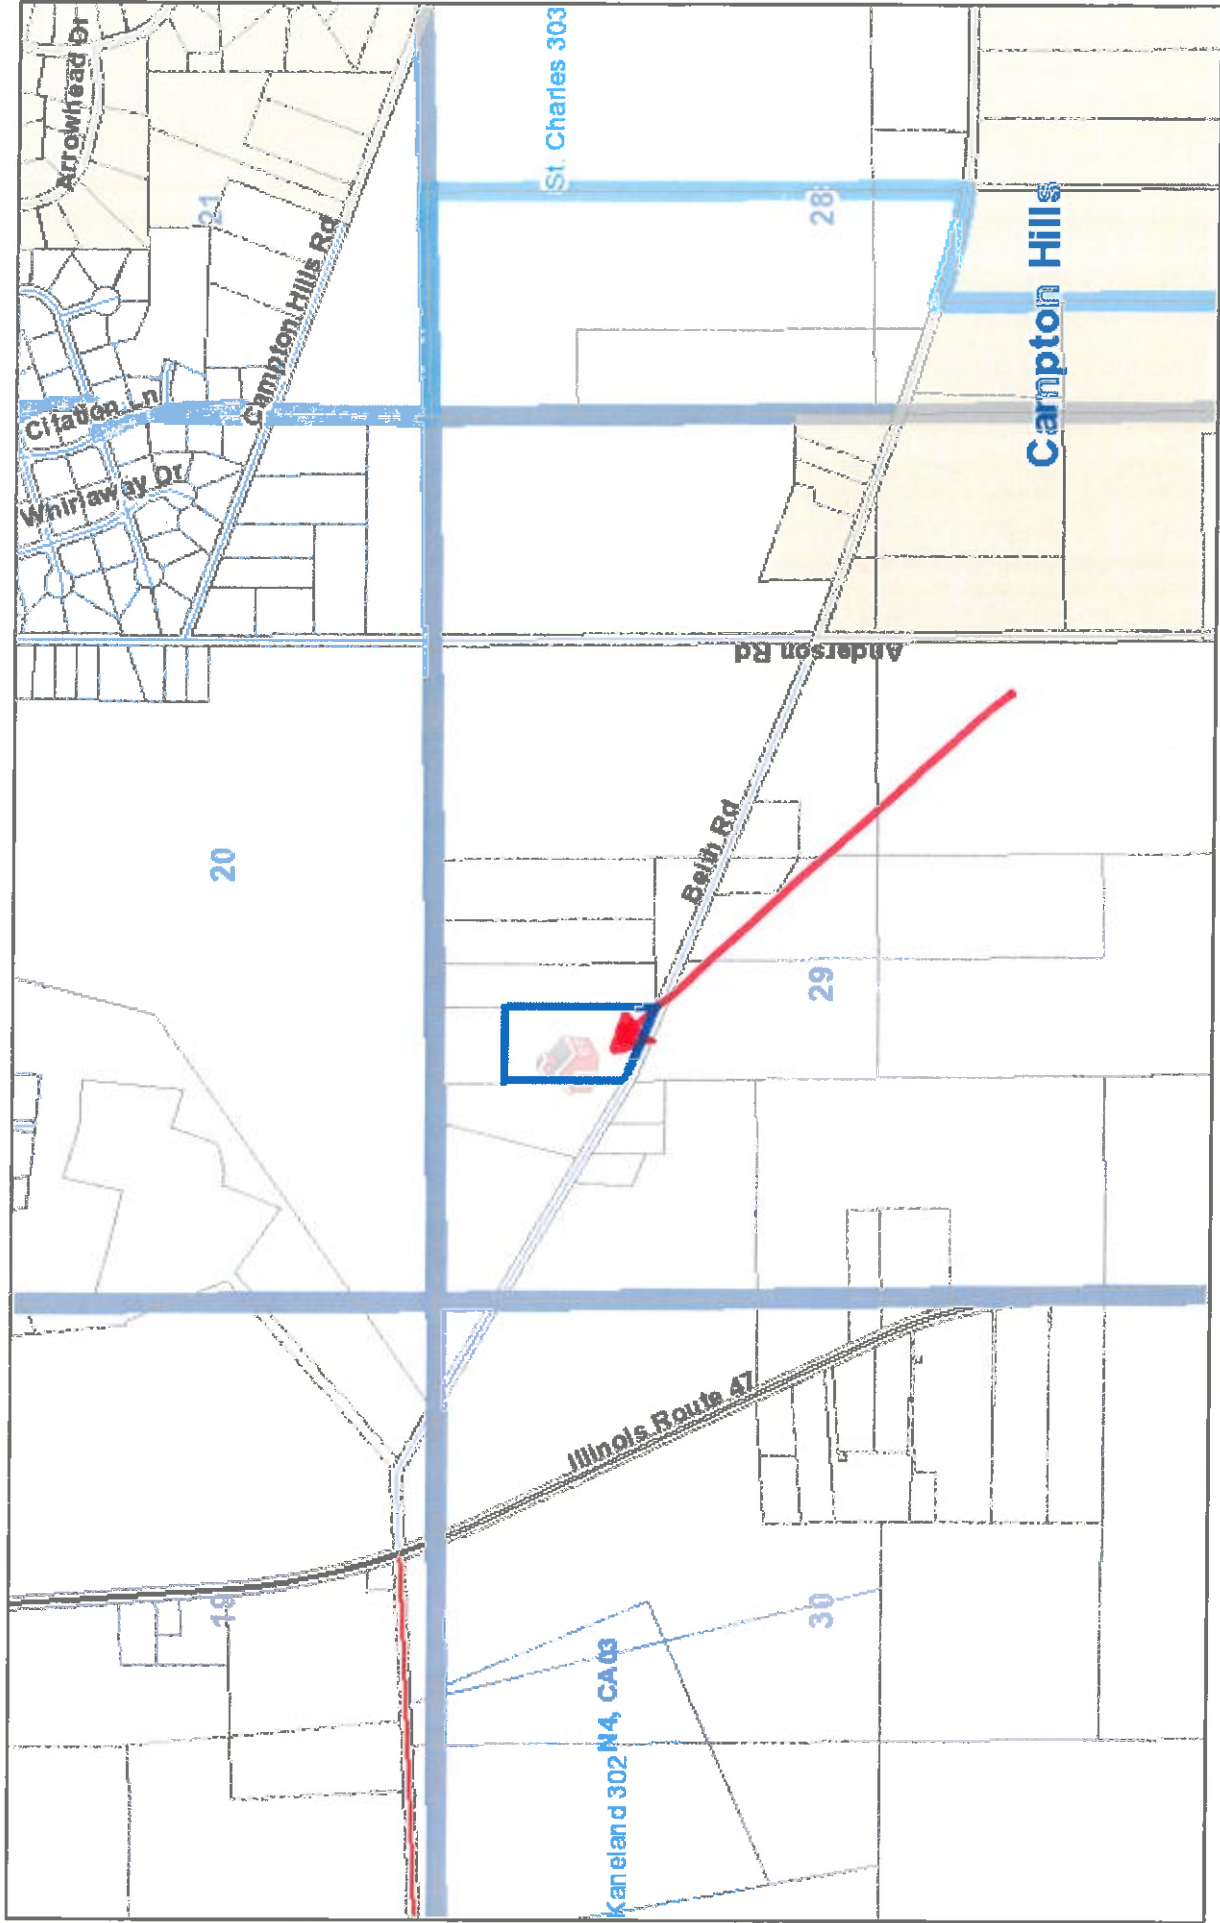 Arrowhead Dr
21
Campton Hills Rd
Citation Ln
Whirlaway Dr
St. Charles 303
28
Campton Hills
Anderson Rd
20
Beith Rd
29
Illinois Route 47
19
30
Kaneland 302
N4, CA03